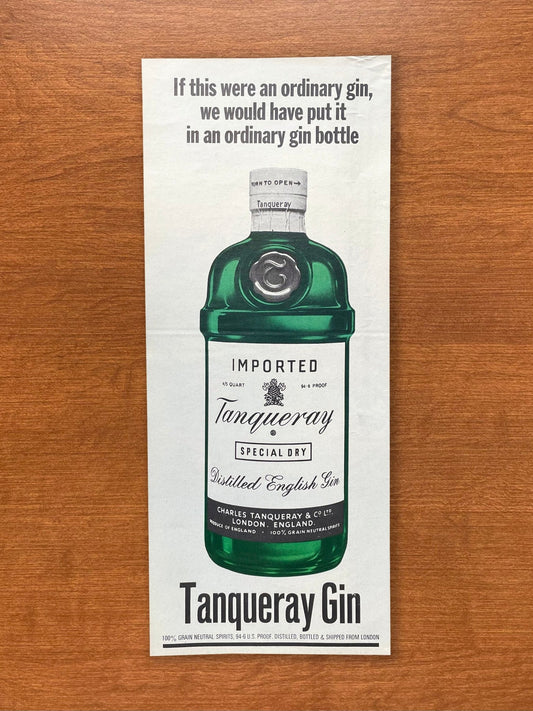 If this were an ordinary gin,
we would have put it
in an ordinary gin bottle
TURN TO OPEN→
Tanqueray
IMPORTED
4/5 QUART 94·6 PROOF
Tanqueray
®
SPECIAL DRY
Distilled English Gin
CHARLES TANQUERAY & Cº LTD.
LONDON, ENGLAND.
PRODUCE OF ENGLAND · 100% GRAIN NEUTRAL SPIRITS
Tanqueray Gin
100% GRAIN NEUTRAL SPIRITS, 94·6 U.S. PROOF. DISTILLED, BOTTLED & SHIPPED FROM LONDON